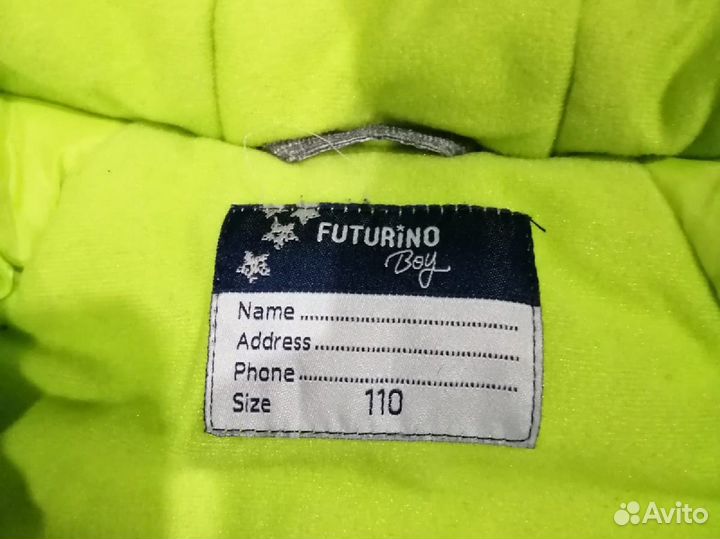 FUTURiNO
Boy
Name
Address
Phone
Size 110
Avito